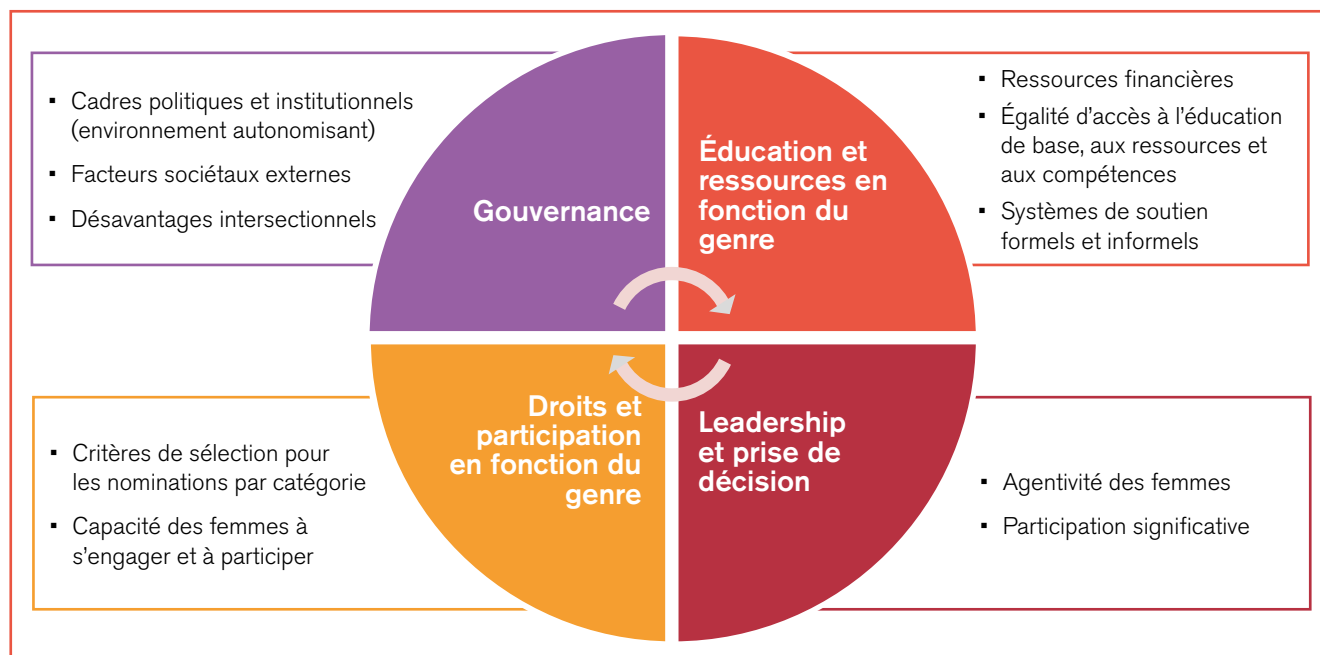 ▪ Cadres politiques et institutionnels
(environnement autonomisant)
▪ Facteurs sociétaux externes
▪ Désavantages intersectionnels
Gouvernance
Éducation et
ressources en
fonction du
genre
▪ Ressources financières
▪ Égalité d’accès à l’éducation
de base, aux ressources et
aux compétences
▪ Systèmes de soutien
formels et informels
▪ Critères de sélection pour
les nominations par catégorie
▪ Capacité des femmes à
s’engager et à participer
Droits et
participation
en fonction du
genre
Leadership
et prise de
décision
▪ Agentivité des femmes
▪ Participation significative